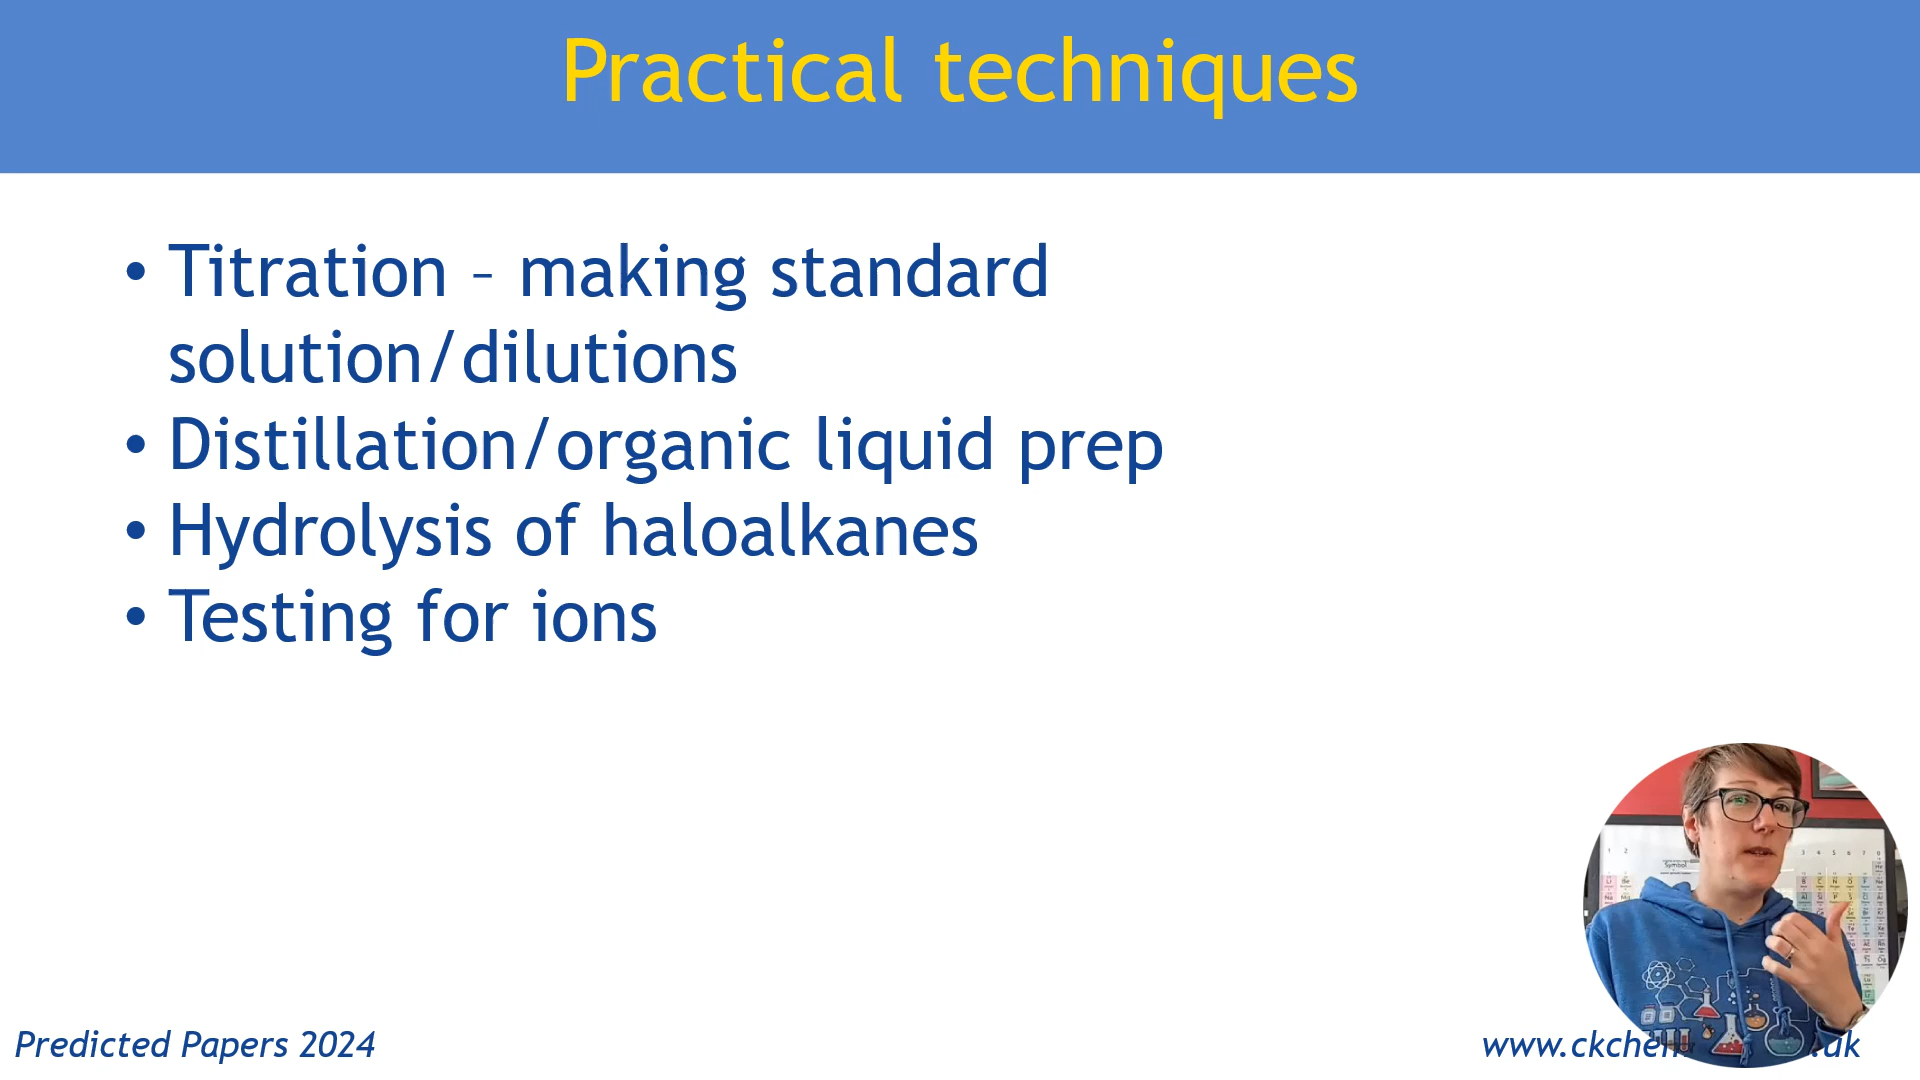 Practical techniques
• Titration – making standard
solution/dilutions
• Distillation/organic liquid prep
• Hydrolysis of haloalkanes
• Testing for ions
Symbol
Predicted Papers 2024